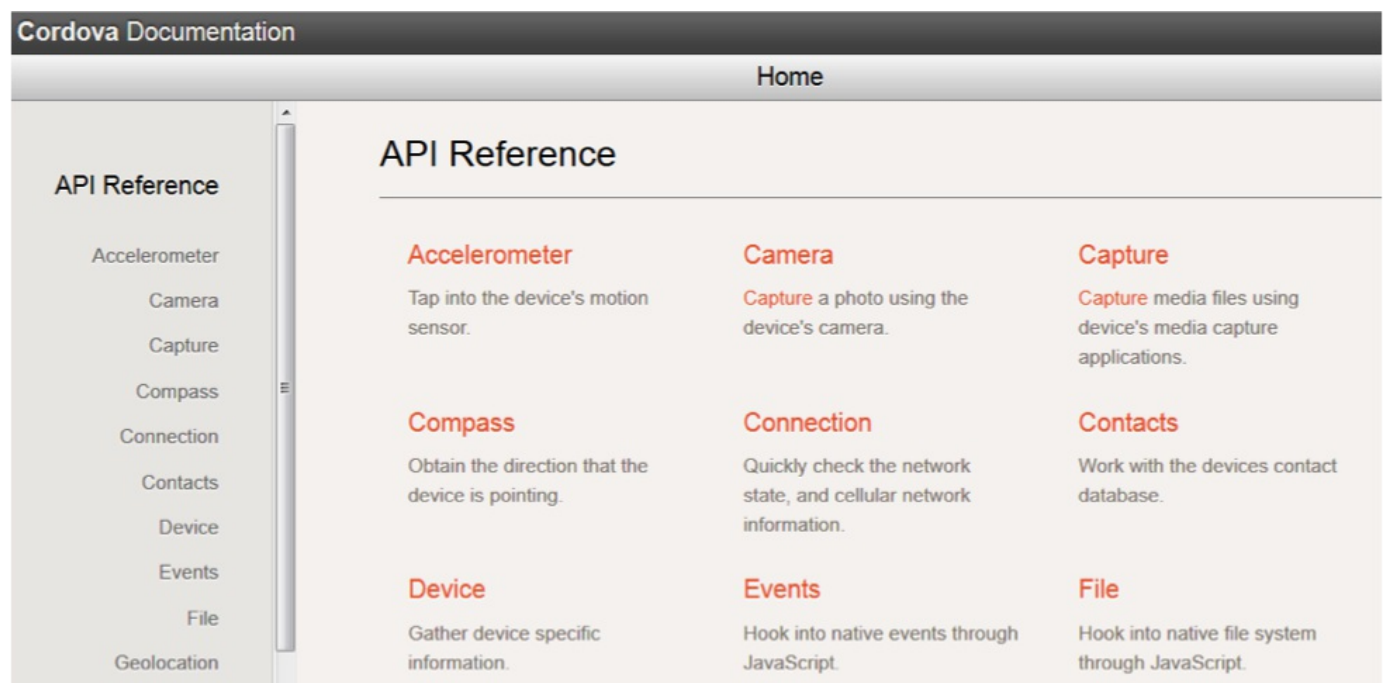 Cordova Documentation
Home
API Reference
Accelerometer
Camera
Capture
Compass
Connection
Contacts
Device
Events
File
Geolocation
API Reference
Accelerometer
Tap into the device's motion
sensor.
Camera
Capture a photo using the
device's camera.
Capture
Capture media files using
device's media capture
applications.
Compass
Obtain the direction that the
device is pointing.
Connection
Quickly check the network
state, and cellular network
information.
Contacts
Work with the devices contact
database.
Device
Gather device specific
information.
Events
Hook into native events through
JavaScript.
File
Hook into native file system
through JavaScript.